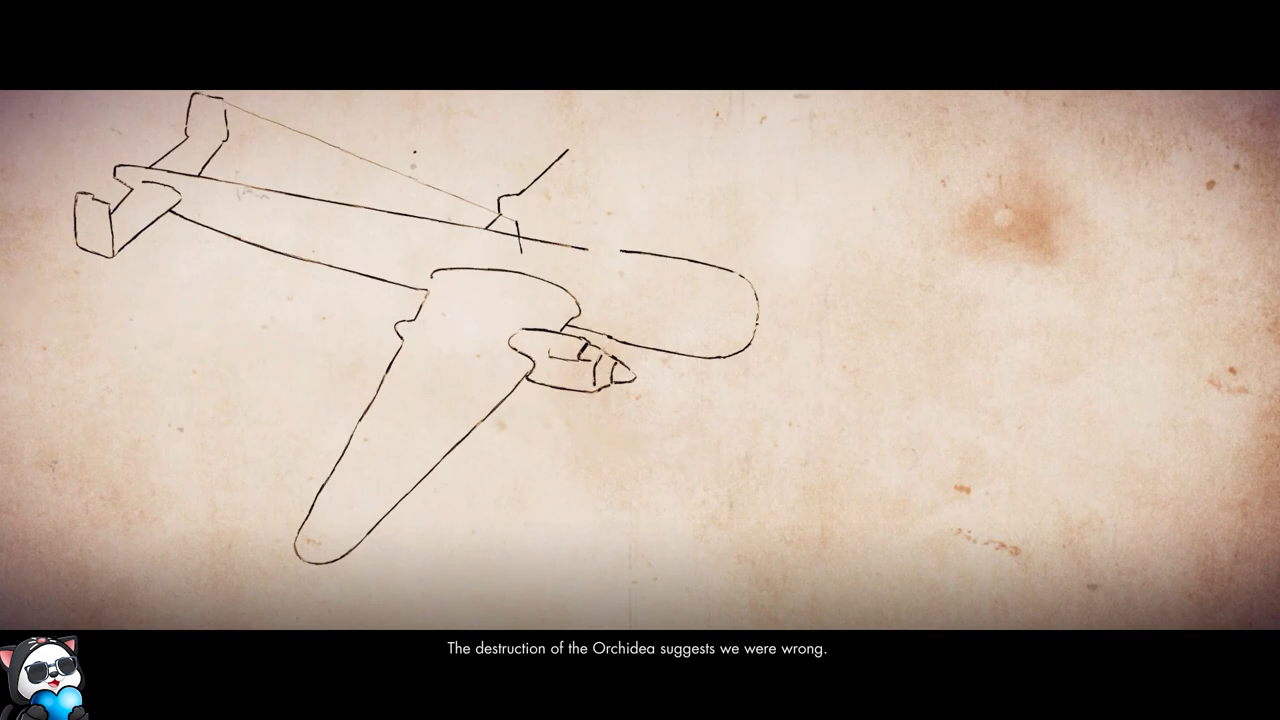 The destruction of the Orchidea suggests we were wrong.